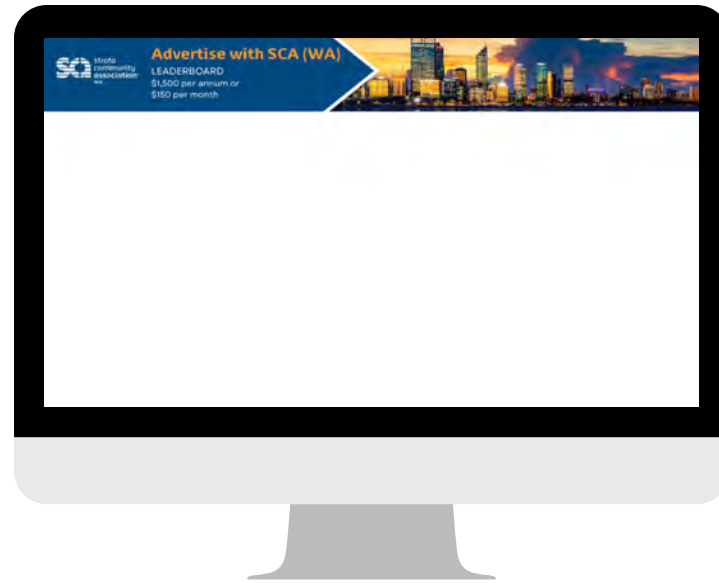 SCA
strata
community
association
WA
Advertise with SCA (WA)
LEADERBOARD
$1,500 per annum or
$150 per month